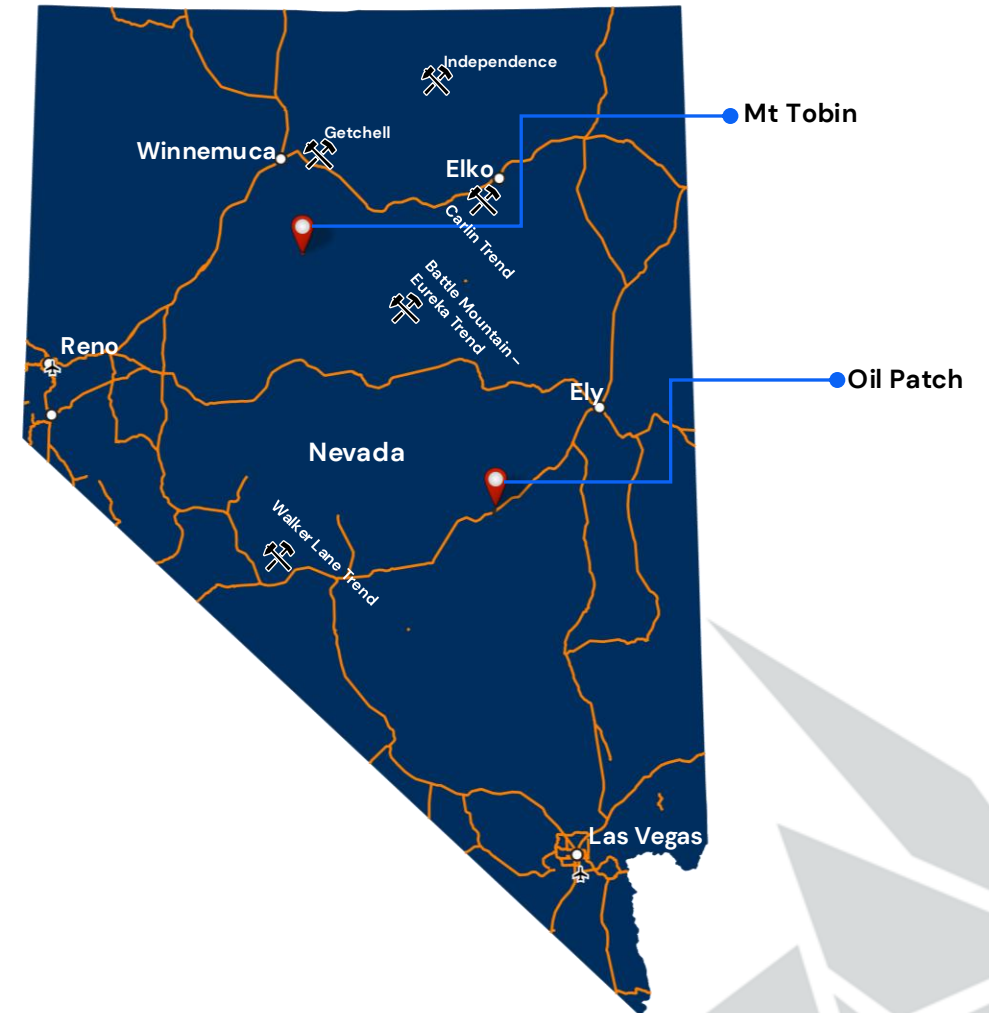 Independence
Mt Tobin
Getchell
Winnemuca
Elko
Carlin Trend
Battle Mountain –
Eureka Trend
Reno
Oil Patch
Ely
Nevada
Walker Lane Trend
Las Vegas